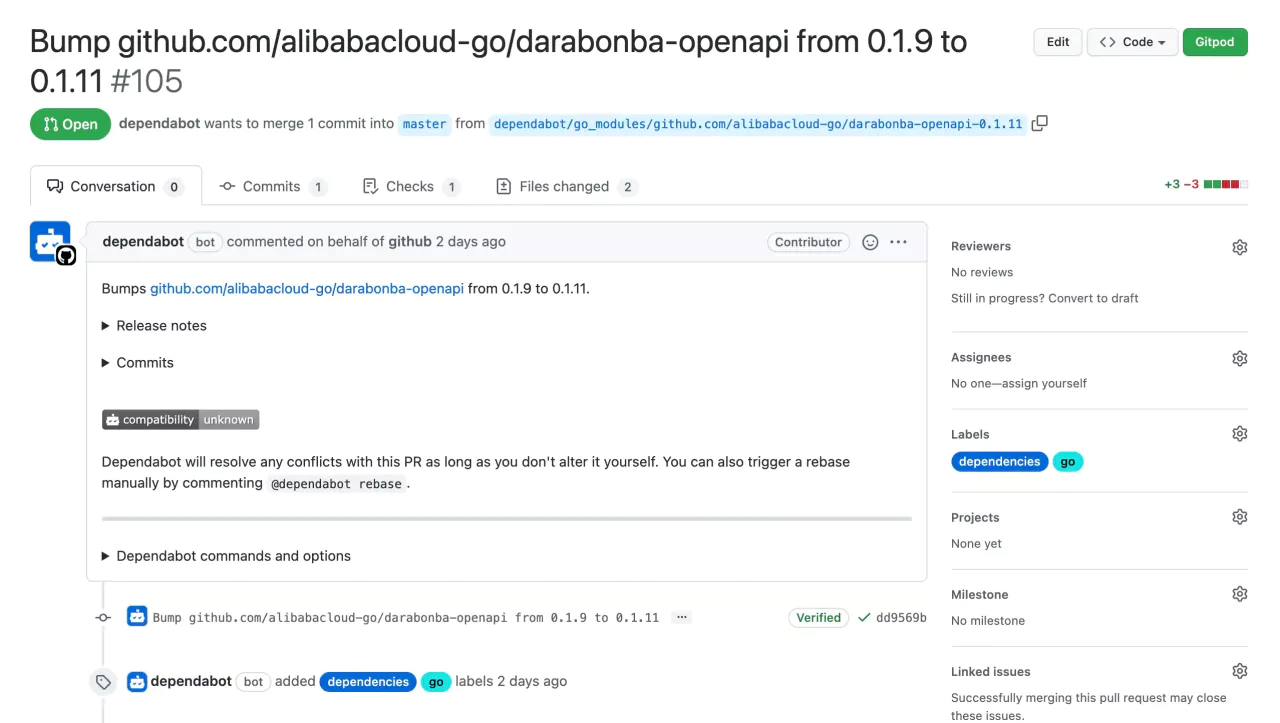 Bump github.com/alibabacloud-go/darabonba-openapi from 0.1.9 to
0.1.11 #105
Edit
<> Code
Gitpod
Open
dependabot wants to merge 1 commit into master from dependabot/go_modules/github.com/alibabacloud-go/darabonba-openapi-0.1.11
Conversation 0
Commits 1
Checks 1
Files changed 2
+3 −3
dependabot bot commented on behalf of github 2 days ago
Contributor
Bumps github.com/alibabacloud-go/darabonba-openapi from 0.1.9 to 0.1.11.
Release notes
Commits
compatibility unknown
Dependabot will resolve any conflicts with this PR as long as you don't alter it yourself. You can also trigger a rebase
manually by commenting @dependabot rebase.
Dependabot commands and options
Bump github.com/alibabacloud-go/darabonba-openapi from 0.1.9 to 0.1.11 ...
Verified
dd9569b
dependabot bot added dependencies go labels 2 days ago
Reviewers
No reviews
Still in progress? Convert to draft
Assignees
No one—assign yourself
Labels
dependencies go
Projects
None yet
Milestone
No milestone
Linked issues
Successfully merging this pull request may close
these issues.